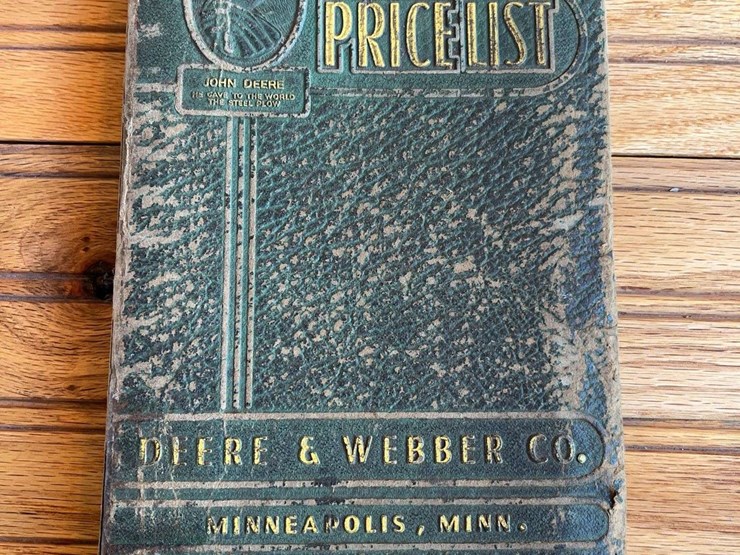 PRICE LIST
JOHN DEERE
HE GAVE TO THE WORLD
THE STEEL PLOW
DEERE & WEBBER CO.
MINNEAPOLIS, MINN.